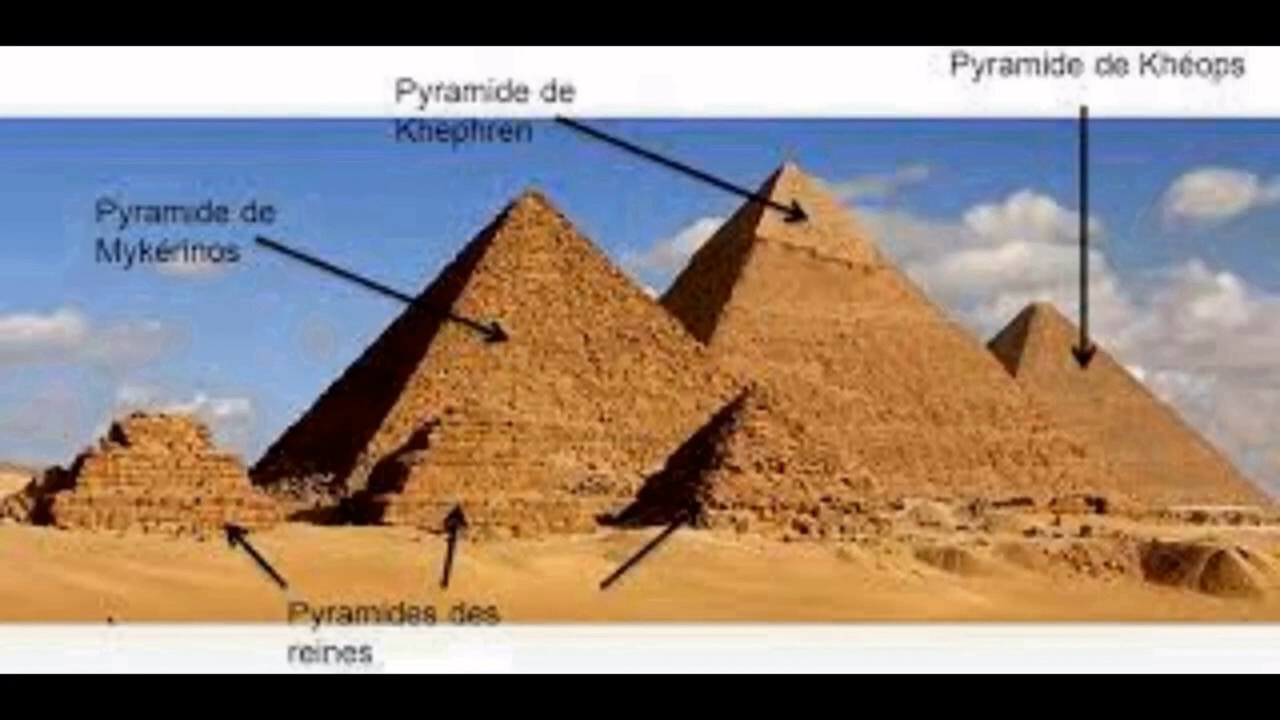 Pyramide de Khéops
Pyramide de
Khephren
Pyramide de
Mykérinos
Pyramides des
reines